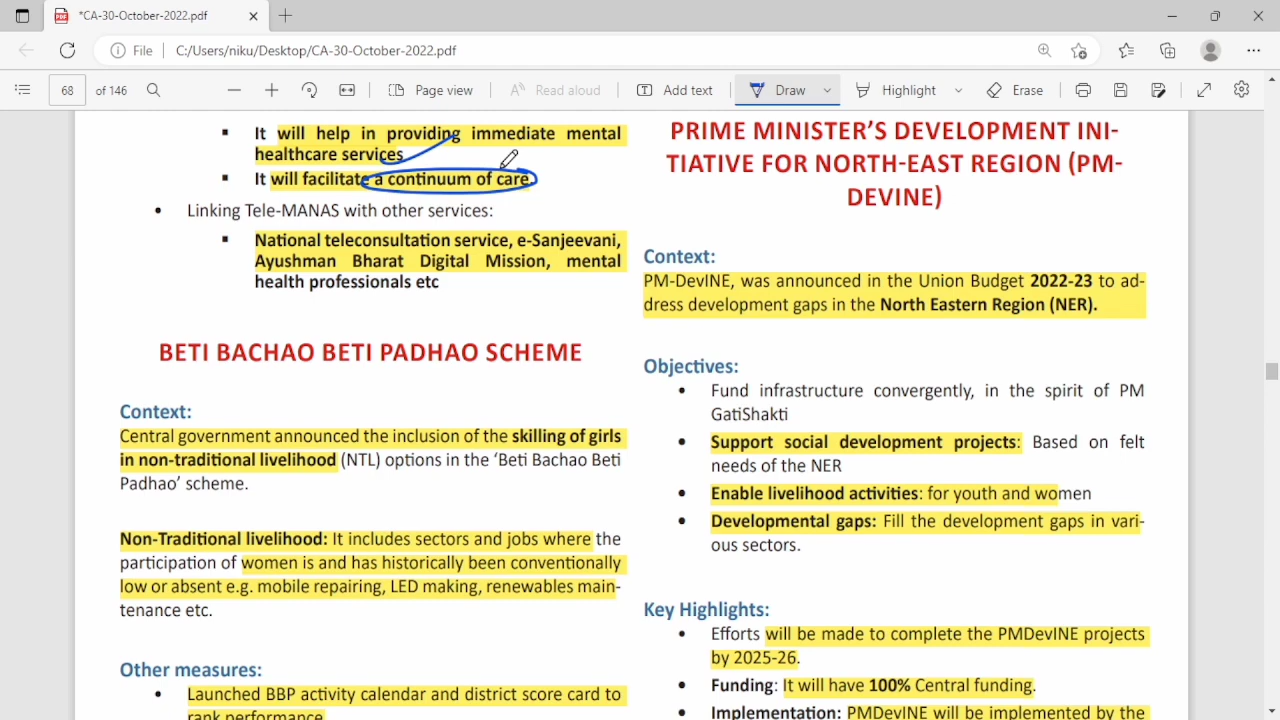 *CA-30-October-2022.pdf
File
C:/Users/niku/Desktop/CA-30-October-2022.pdf
68 of 146
Page view
Read aloud
Add text
Draw
Highlight
Erase
It will help in providing immediate mental
healthcare services
It will facilitate a continuum of care.
Linking Tele-MANAS with other services:
National teleconsultation service, e-Sanjeevani,
Ayushman Bharat Digital Mission, mental
health professionals etc
BETI BACHAO BETI PADHAO SCHEME
Context:
Central government announced the inclusion of the skilling of girls
in non-traditional livelihood (NTL) options in the ‘Beti Bachao Beti
Padhao’ scheme.
Non-Traditional livelihood: It includes sectors and jobs where the
participation of women is and has historically been conventionally
low or absent e.g. mobile repairing, LED making, renewables main-
tenance etc.
Other measures:
Launched BBP activity calendar and district score card to
rank performance.
PRIME MINISTER’S DEVELOPMENT INI-
TIATIVE FOR NORTH-EAST REGION (PM-
DEVINE)
Context:
PM-DevINE, was announced in the Union Budget 2022-23 to ad-
dress development gaps in the North Eastern Region (NER).
Objectives:
Fund infrastructure convergently, in the spirit of PM
GatiShakti
Support social development projects: Based on felt
needs of the NER
Enable livelihood activities: for youth and women
Developmental gaps: Fill the development gaps in vari-
ous sectors.
Key Highlights:
Efforts will be made to complete the PMDevINE projects
by 2025-26.
Funding: It will have 100% Central funding.
Implementation: PMDevINE will be implemented by the